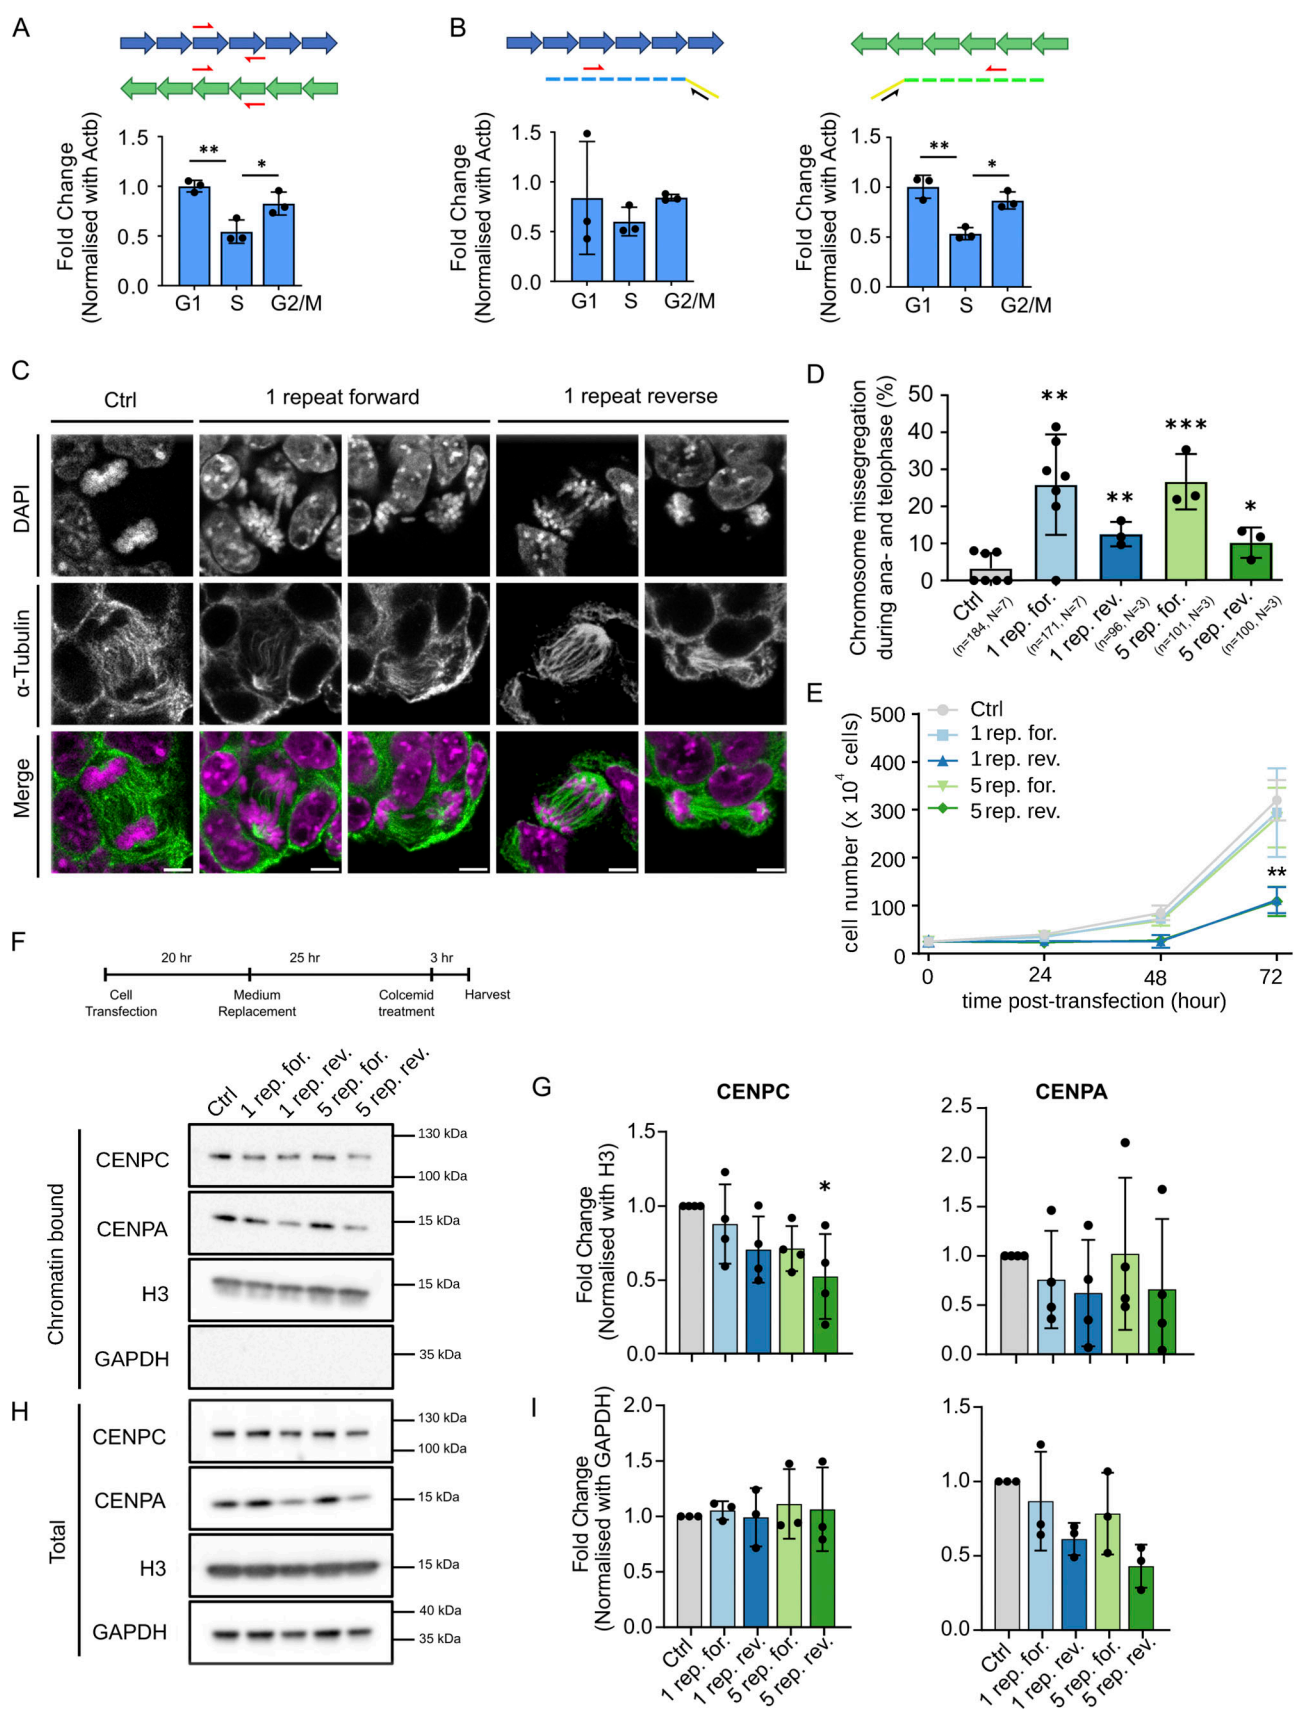 A
Fold Change
(Normalised with Actb)
1.5
1.0
0.5
0.0
**
*
G1 S G2/M
B
Fold Change
(Normalised with Actb)
1.5
1.0
0.5
0.0
G1 S G2/M
Fold Change
(Normalised with Actb)
1.5
1.0
0.5
0.0
**
*
G1 S G2/M
C
Ctrl 1 repeat forward 1 repeat reverse
DAPI
α-Tubulin
Merge
D
Chromosome missegregation
during ana- and telophase (%)
50
40
30
20
10
0
**
**
***
*
Ctrl
(n=184, N=7)
1 rep. for.
(n=171, N=7)
1 rep. rev.
(n=96, N=3)
5 rep. for.
(n=101, N=3)
5 rep. rev.
(n=100, N=3)
E
cell number (x 10⁴ cells)
500
400
300
200
100
0
Ctrl
1 rep. for.
1 rep. rev.
5 rep. for.
5 rep. rev.
**
0 24 48 72
time post-transfection (hour)
F
20 hr 25 hr 3 hr
Cell
Transfection
Medium
Replacement
Colcemid
treatment
Harvest
Ctrl
1 rep. for.
1 rep. rev.
5 rep. for.
5 rep. rev.
Chromatin bound
CENPC
130 kDa
100 kDa
CENPA
15 kDa
H3
15 kDa
GAPDH
35 kDa
G
CENPC
Fold Change
(Normalised with H3)
1.5
1.0
0.5
0.0
*
CENPA
2.5
2.0
1.5
1.0
0.5
0.0
H
Total
CENPC
130 kDa
100 kDa
CENPA
15 kDa
H3
15 kDa
GAPDH
40 kDa
35 kDa
I
Fold Change
(Normalised with GAPDH)
2.0
1.5
1.0
0.5
0.0
Ctrl
1 rep. for.
1 rep. rev.
5 rep. for.
5 rep. rev.
1.5
1.0
0.5
0.0
Ctrl
1 rep. for.
1 rep. rev.
5 rep. for.
5 rep. rev.